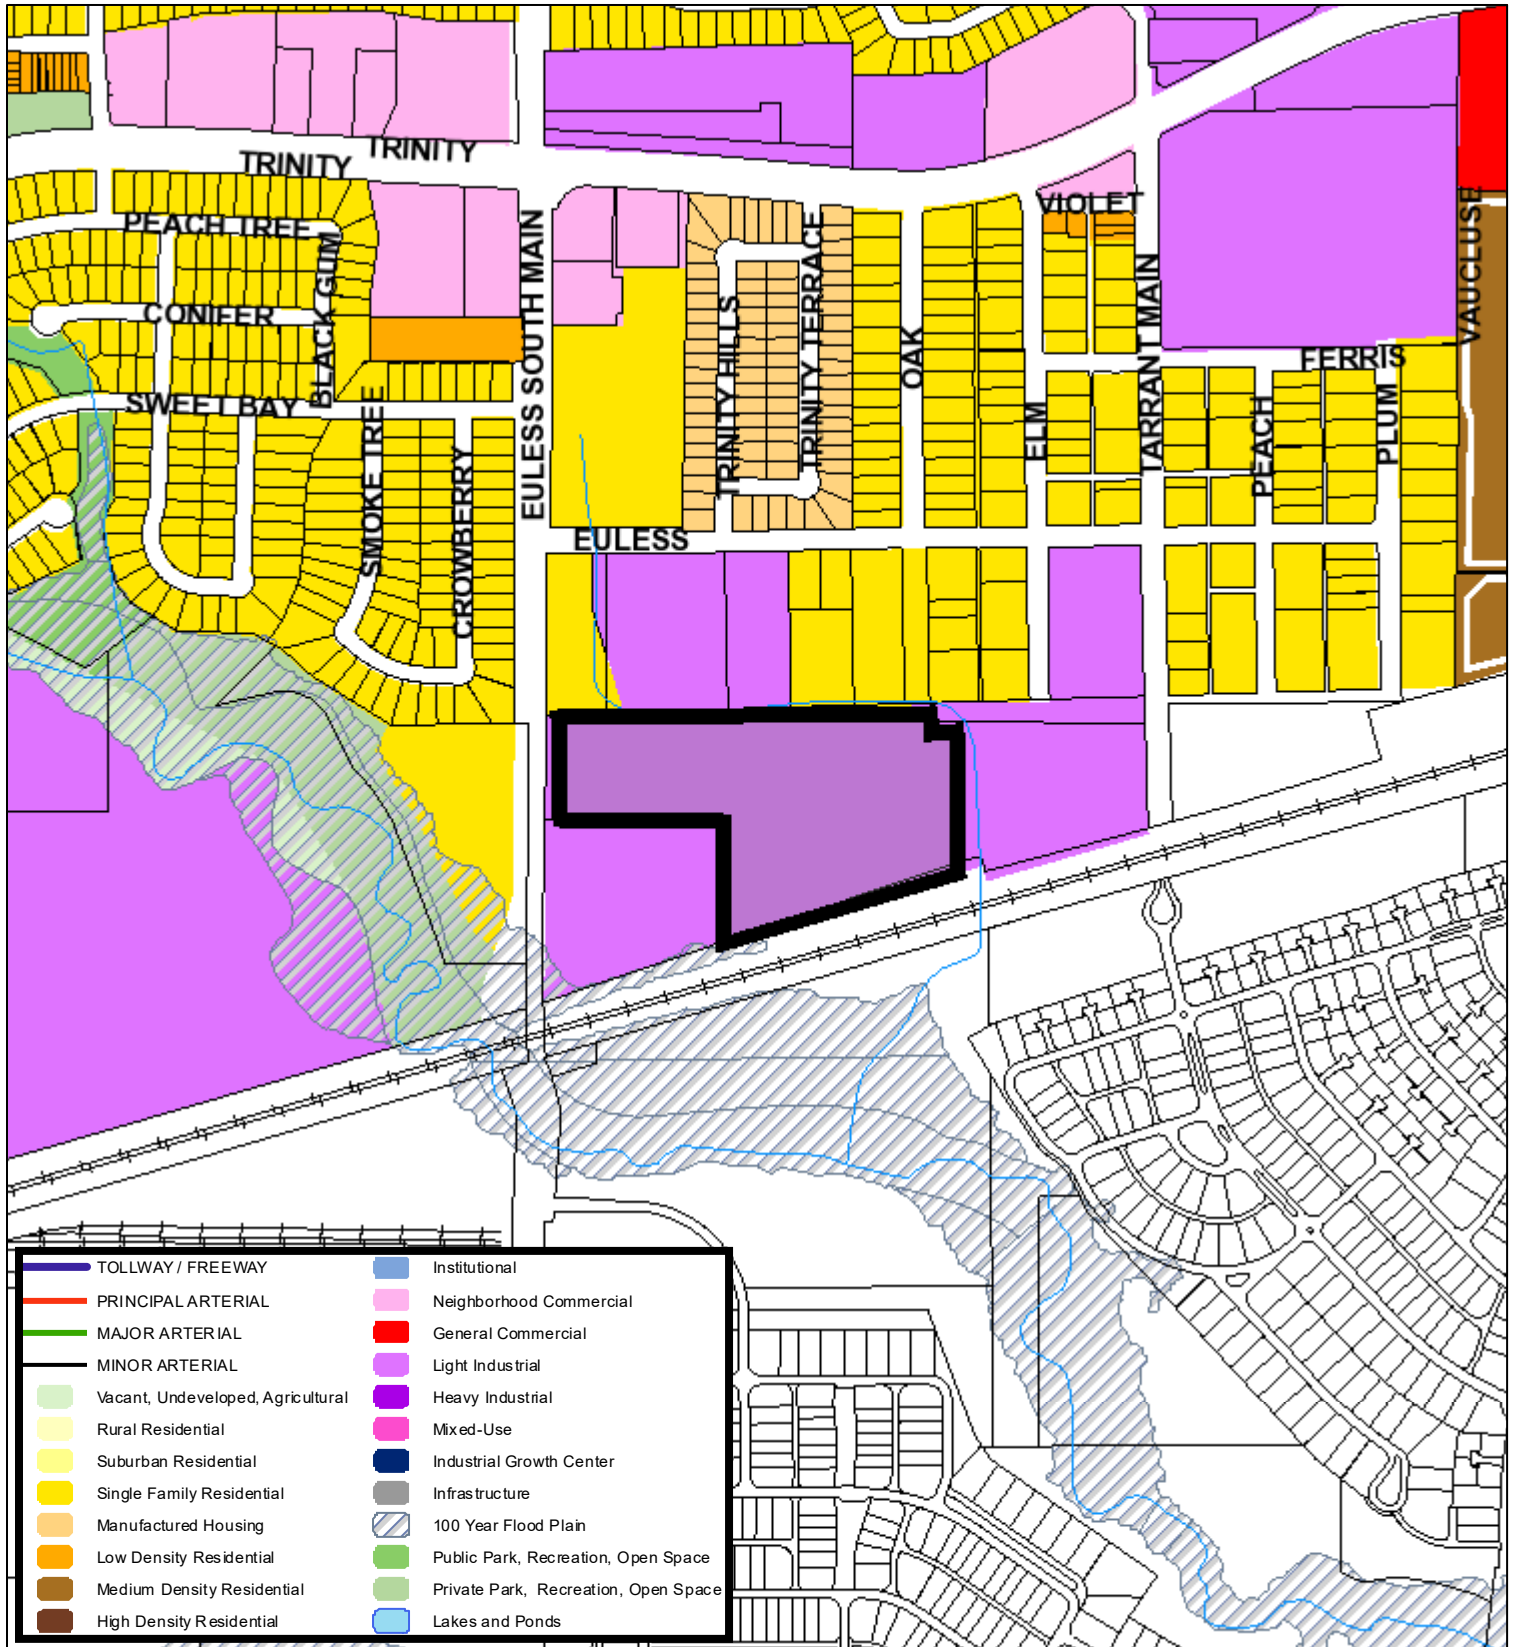 TRINITY
TRINITY
PEACH TREE
VIOLET
CONIFER
BLACK GUM
EULESS SOUTH MAIN
TRINITY HILLS
TRINITY TERRACE
OAK
TARRANT MAIN
VAUCLUSE
FERRIS
SWEET BAY
SMOKE TREE
CROWBERRY
ELM
PEACH
PLUM
EULESS
TOLLWAY / FREEWAY
PRINCIPAL ARTERIAL
MAJOR ARTERIAL
MINOR ARTERIAL
Vacant, Undeveloped, Agricultural
Rural Residential
Suburban Residential
Single Family Residential
Manufactured Housing
Low Density Residential
Medium Density Residential
High Density Residential
Institutional
Neighborhood Commercial
General Commercial
Light Industrial
Heavy Industrial
Mixed-Use
Industrial Growth Center
Infrastructure
100 Year Flood Plain
Public Park, Recreation, Open Space
Private Park, Recreation, Open Space
Lakes and Ponds